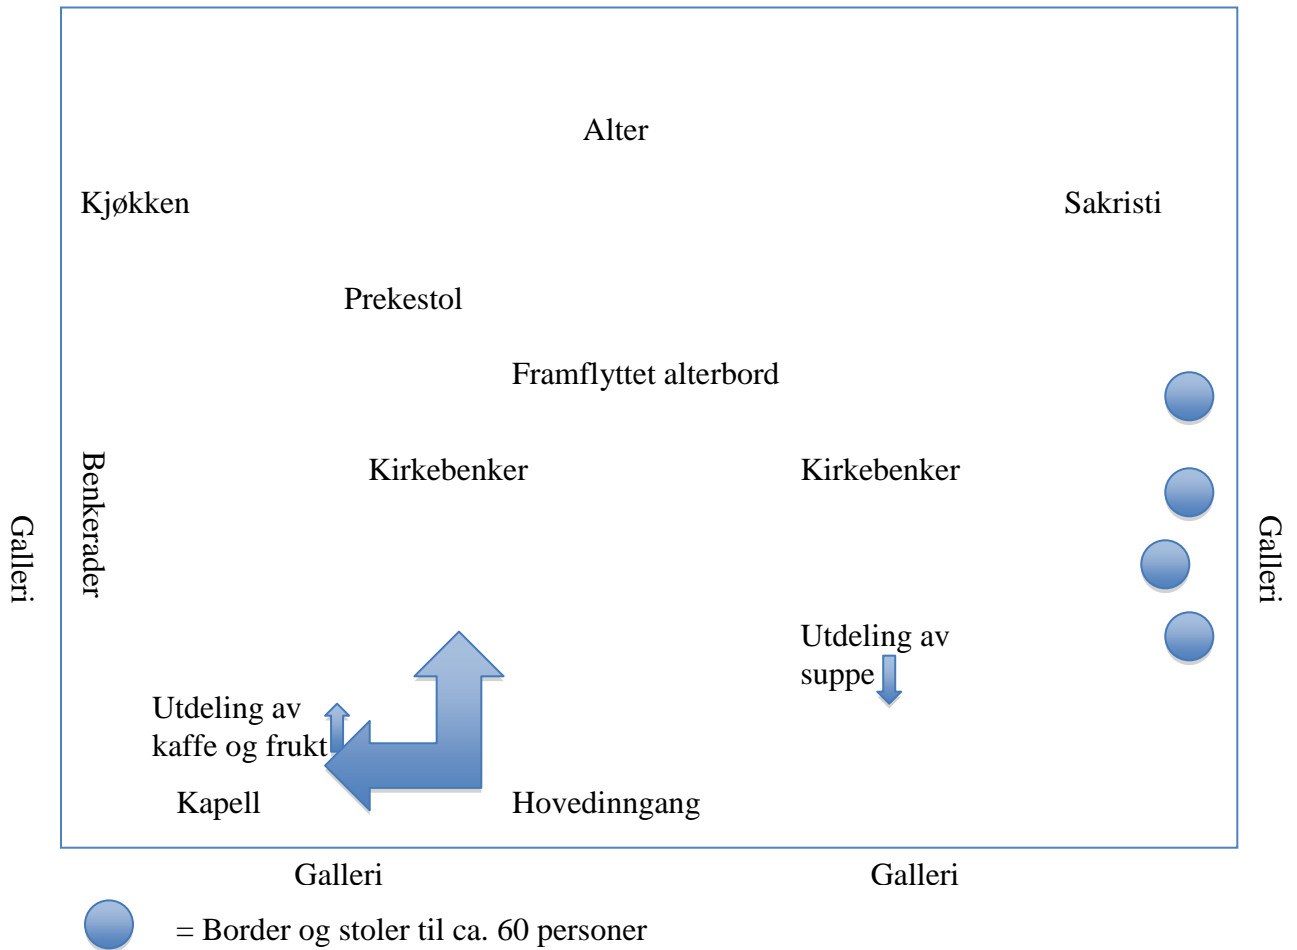 Alter
Kjøkken
Sakristi
Prekestol
Framflyttet alterbord
Kirkebenker
Kirkebenker
Benkerader
Galleri
Galleri
Utdeling av
suppe
Utdeling av
kaffe og frukt
Kapell
Hovedinngang
Galleri
Galleri
= Border og stoler til ca. 60 personer